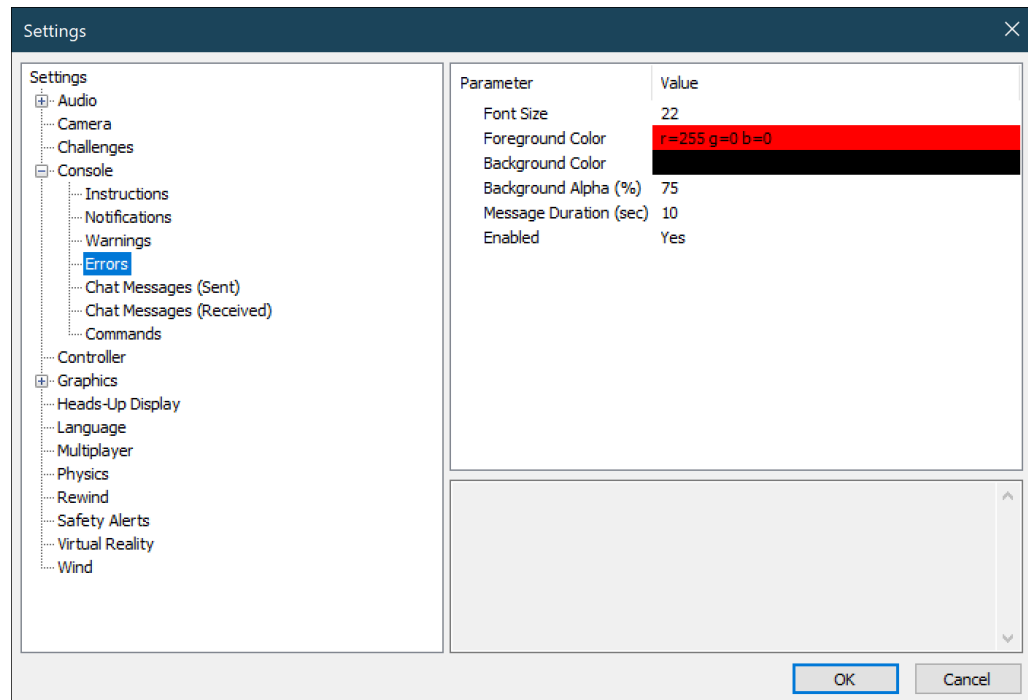 Settings
Settings
Audio
Camera
Challenges
Console
Instructions
Notifications
Warnings
Errors
Chat Messages (Sent)
Chat Messages (Received)
Commands
Controller
Graphics
Heads-Up Display
Language
Multiplayer
Physics
Rewind
Safety Alerts
Virtual Reality
Wind
Parameter Value
Font Size 22
Foreground Color r=255 g=0 b=0
Background Color
Background Alpha (%) 75
Message Duration (sec) 10
Enabled Yes
OK Cancel